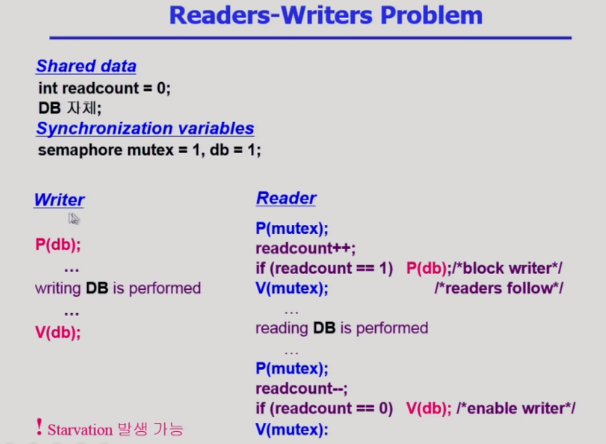 Readers-Writers Problem
Shared data
int readcount = 0;
DB 자체;
Synchronization variables
semaphore mutex = 1, db = 1;
Writer
P(db);
...
writing DB is performed
...
V(db);
! Starvation 발생 가능
Reader
P(mutex);
readcount++;
if (readcount == 1) P(db);/*block writer*/
V(mutex); /*readers follow*/
...
reading DB is performed
...
P(mutex);
readcount--;
if (readcount == 0) V(db); /*enable writer*/
V(mutex):